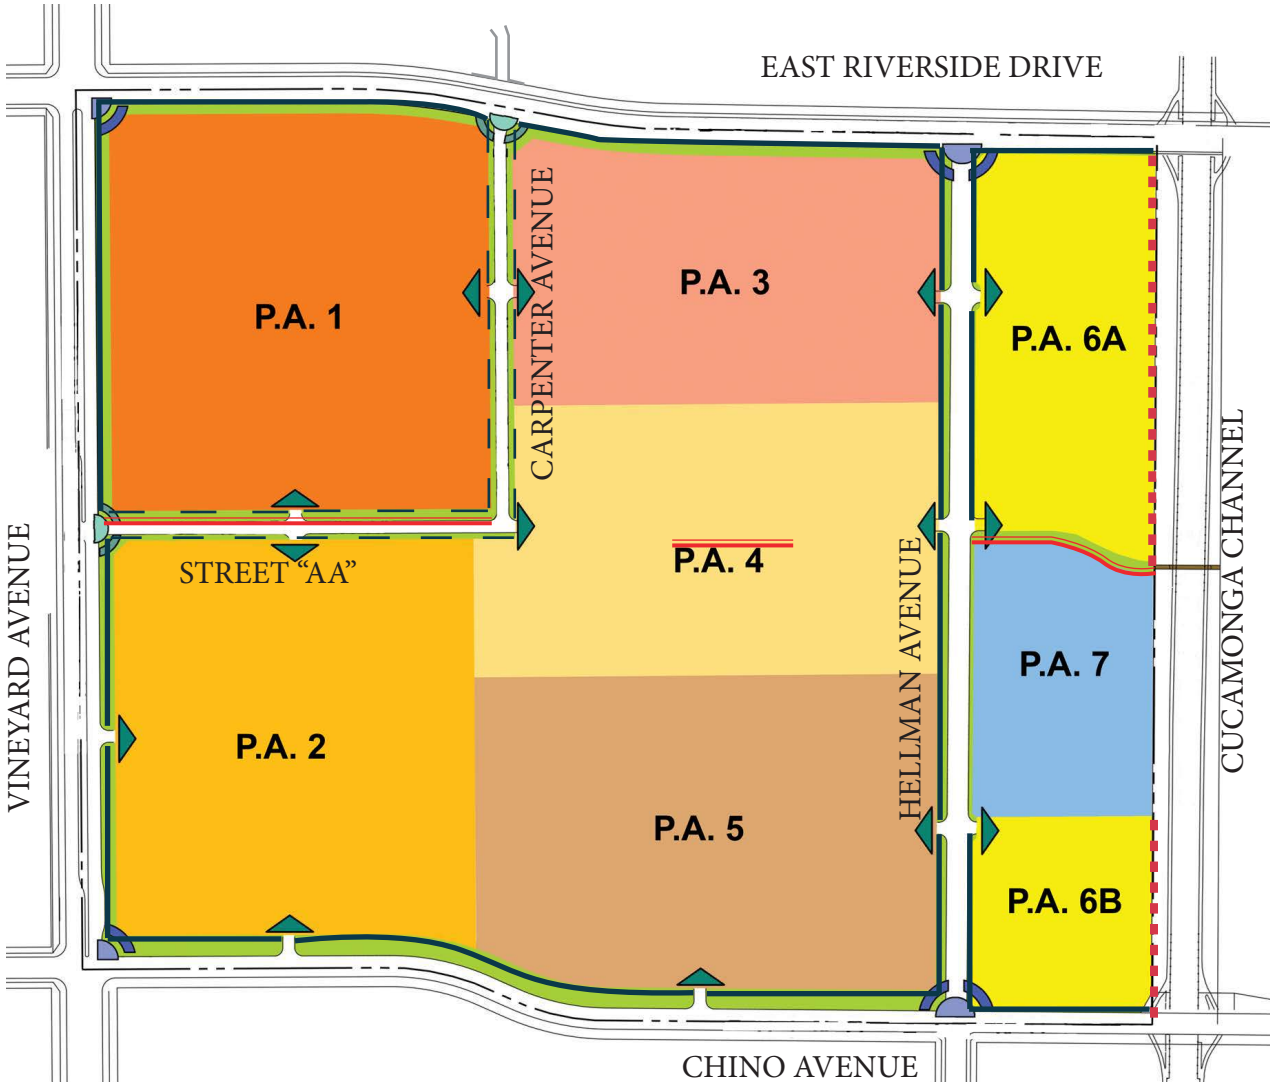 EAST RIVERSIDE DRIVE
P.A. 1
CARPENTER AVENUE
P.A. 3
P.A. 6A
VINEYARD AVENUE
STREET “AA”
P.A. 4
HELLMAN AVENUE
CUCAMONGA CHANNEL
P.A. 7
P.A. 2
P.A. 5
P.A. 6B
CHINO AVENUE